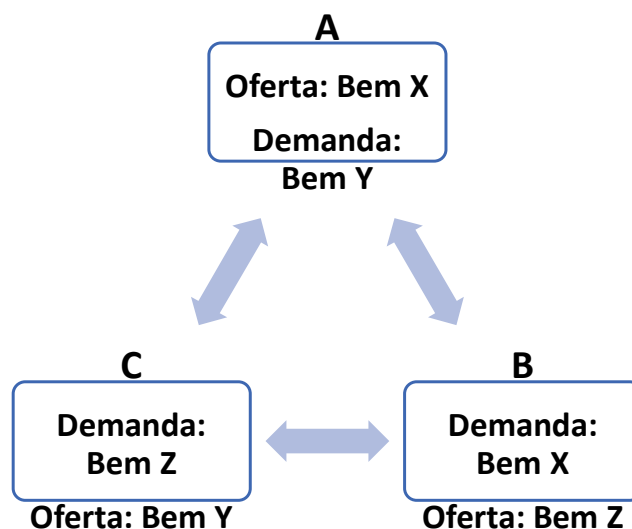 A
Oferta: Bem X
Demanda:
Bem Y
C
Demanda:
Bem Z
Oferta: Bem Y
B
Demanda:
Bem X
Oferta: Bem Z